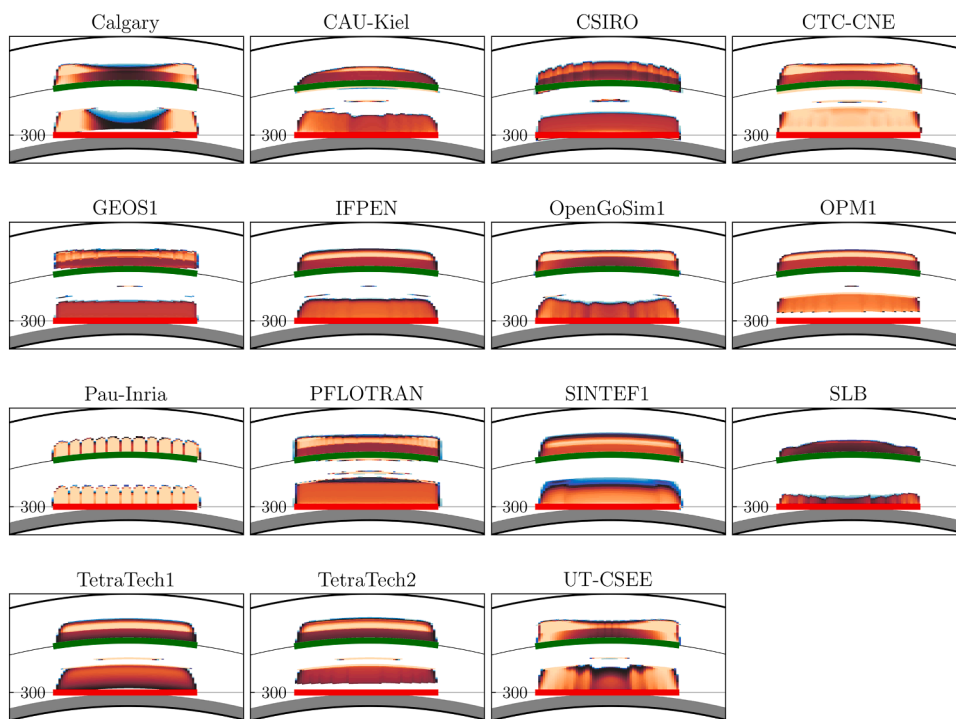 Calgary CAU-Kiel CSIRO CTC-CNE
300 300 300 300
GEOS1 IFPEN OpenGoSim1 OPM1
300 300 300 300
Pau-Inria PFLOTRAN SINTEF1 SLB
300 300 300 300
TetraTech1 TetraTech2 UT-CSEE
300 300 300